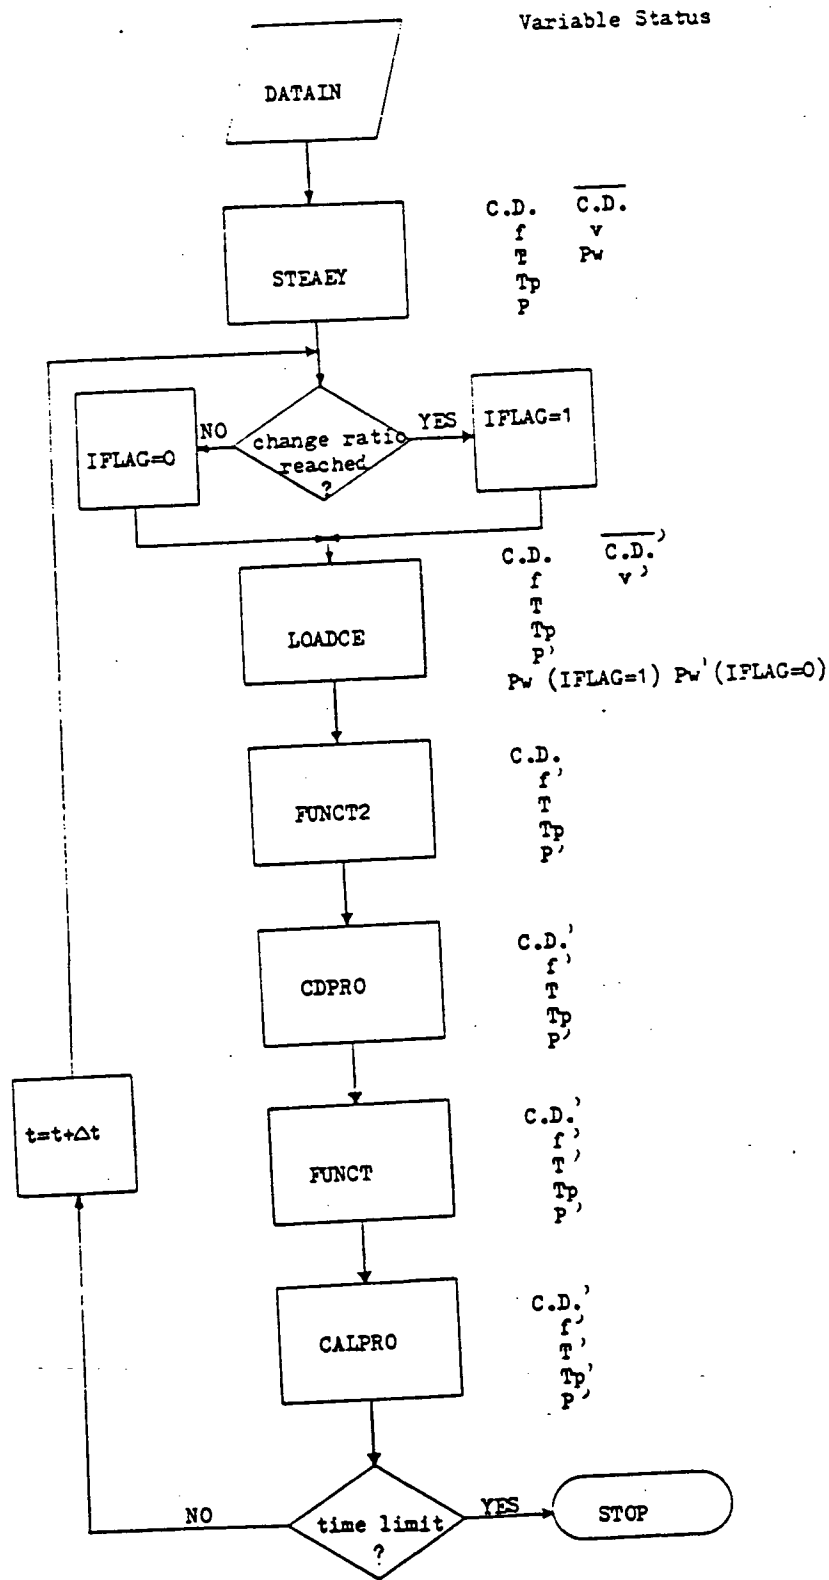 Variable Status
DATAIN
C.D. C.D.
f v
T Pw
STEAEY
Tp
P
NO
YES
IFLAG=1
IFLAG=0
change ratio
reached
?
C.D. C.D.'
f v'
T
LOADCE
Tp
P'
Pw (IFLAG=1) Pw'(IFLAG=0)
C.D.
f'
T
FUNCT2
Tp
P'
C.D.'
f'
CDPRO
T
Tp
P'
t=t+Δt
C.D.'
f'
T'
FUNCT
Tp
P'
C.D.'
f'
CALPRO
T'
Tp'
P'
NO
time limit
?
YES
STOP